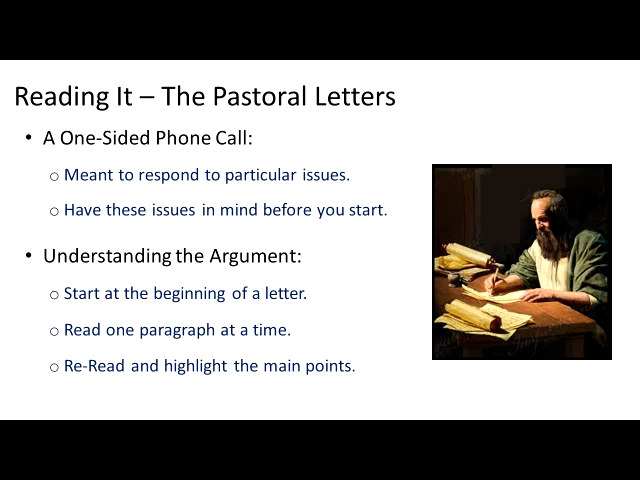 Reading It – The Pastoral Letters
• A One-Sided Phone Call:
o Meant to respond to particular issues.
o Have these issues in mind before you start.
• Understanding the Argument:
o Start at the beginning of a letter.
o Read one paragraph at a time.
o Re-Read and highlight the main points.